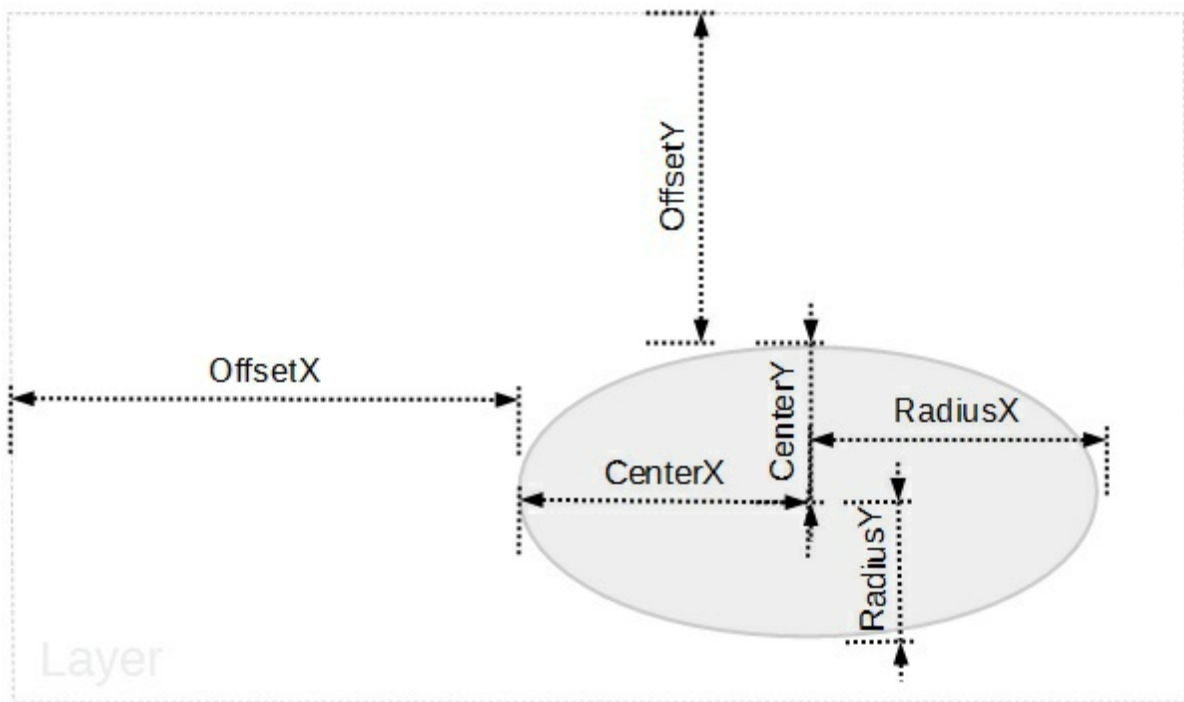 OffsetY
OffsetX
CenterY
RadiusX
CenterX
RadiusY
Layer